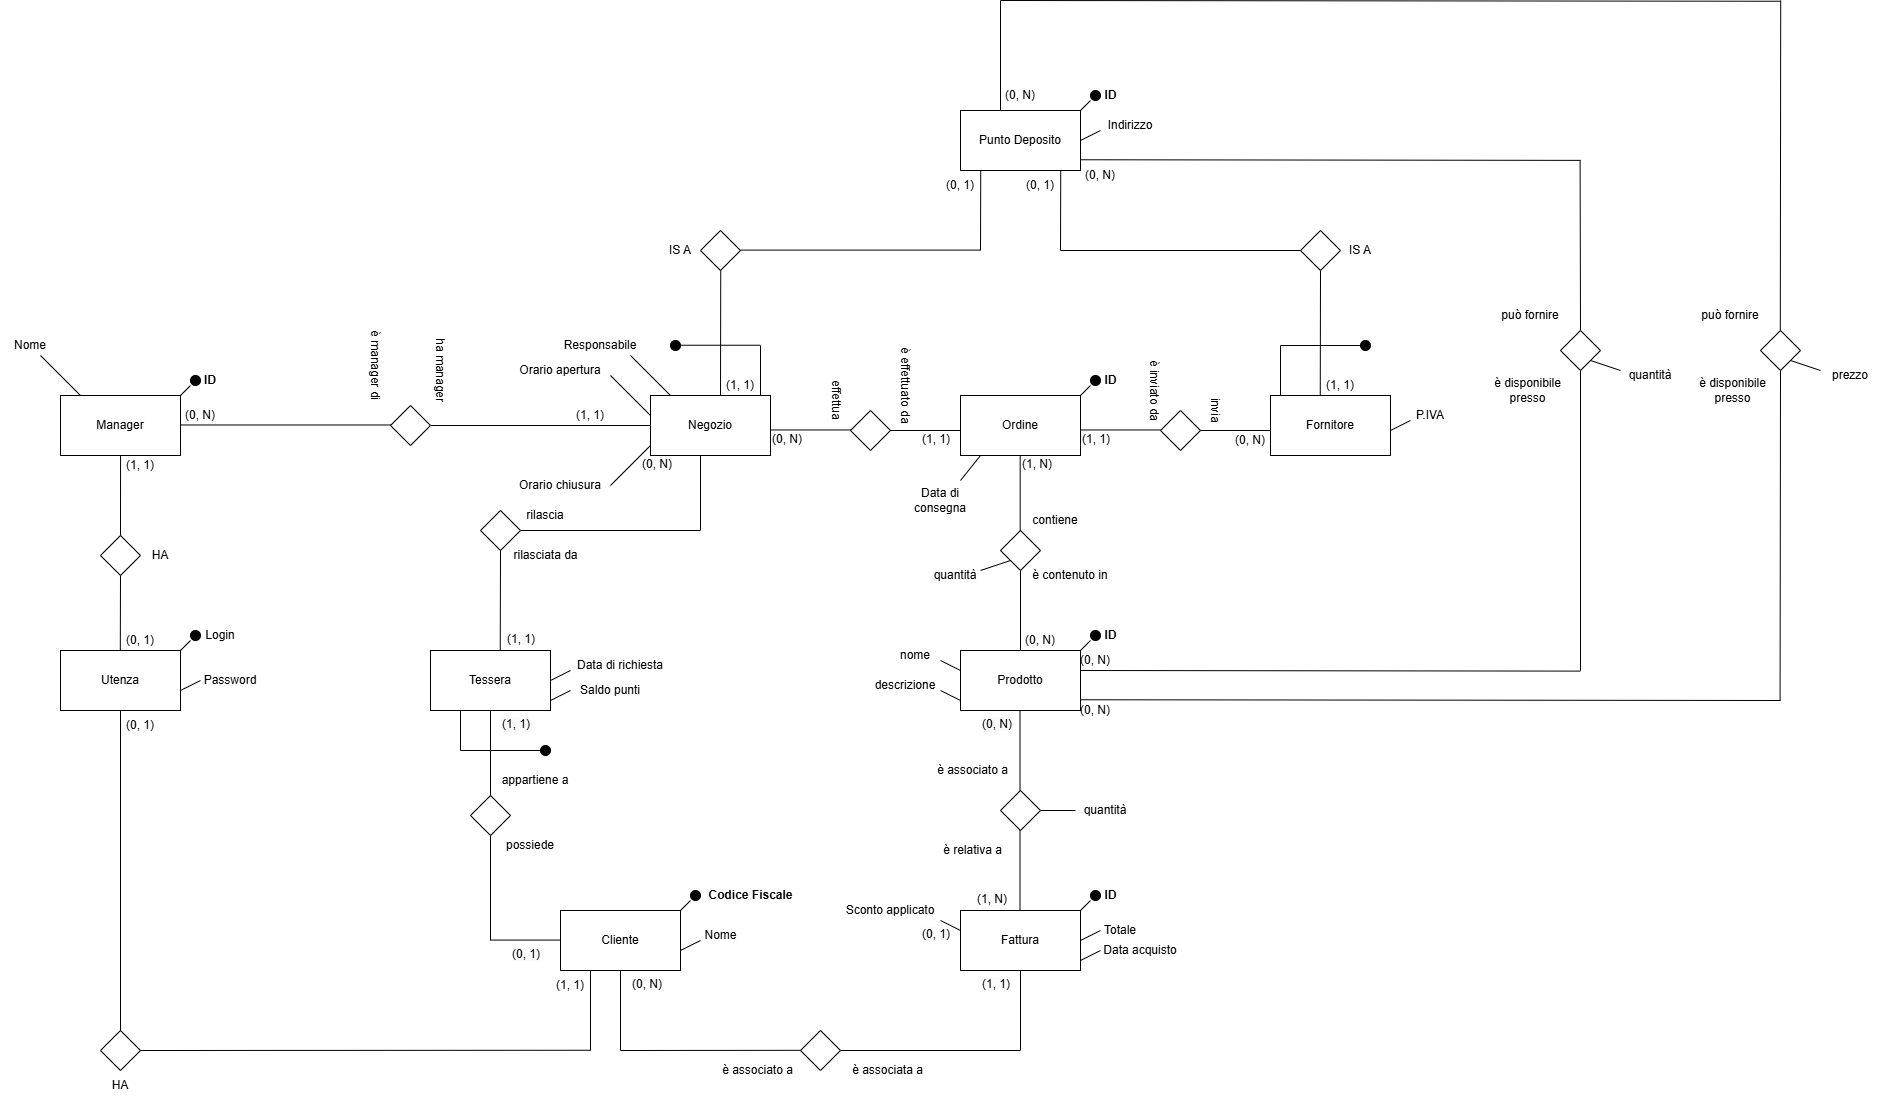 (0, N)
ID
Punto Deposito
Indirizzo
(0, N)
(0, 1)
(0, 1)
IS A
IS A
può fornire
può fornire
quantità
prezzo
è disponibile
presso
è disponibile
presso
Nome
ID
Manager
(0, N)
(1, 1)
è manager di
ha manager
(1, 1)
Responsabile
Orario apertura
Orario chiusura
(1, 1)
Negozio
(0, N)
(0, N)
effettua
è effettuato da
ID
Ordine
(1, 1)
(1, 1)
(1, N)
Data di
consegna
è inviato da
invia
(0, N)
(1, 1)
Fornitore
P.IVA
HA
rilascia
rilasciata da
contiene
quantità
è contenuto in
(0, 1)
Login
Utenza
Password
(0, 1)
(1, 1)
Tessera
Data di richiesta
Saldo punti
(1, 1)
(0, N)
ID
nome
descrizione
Prodotto
(0, N)
(0, N)
(0, N)
appartiene a
possiede
è associato a
quantità
è relativa a
Codice Fiscale
Cliente
Nome
(0, 1)
(1, 1)
(0, N)
(1, N)
ID
Sconto applicato
(0, 1)
Fattura
Totale
Data acquisto
(1, 1)
HA
è associato a
è associata a